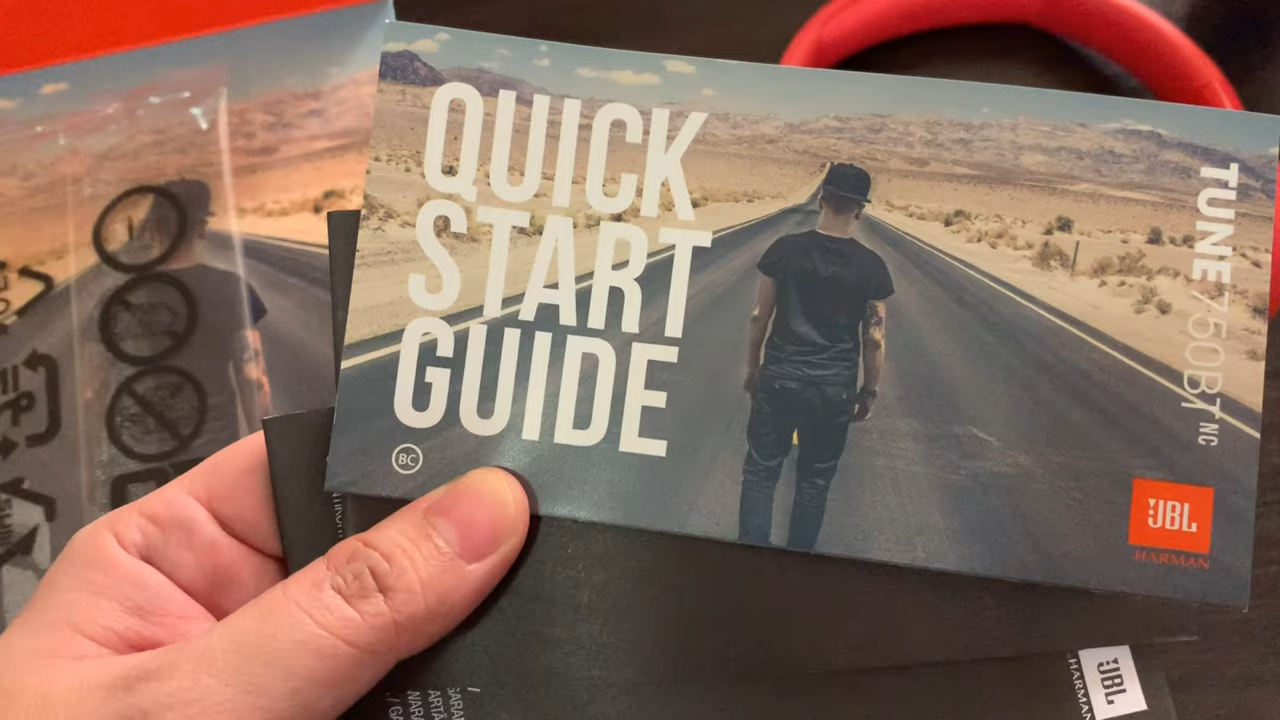 QUICK
START
GUIDE
BC
TUNE750BTNC
JBL
HARMAN
JBL
HARMAN